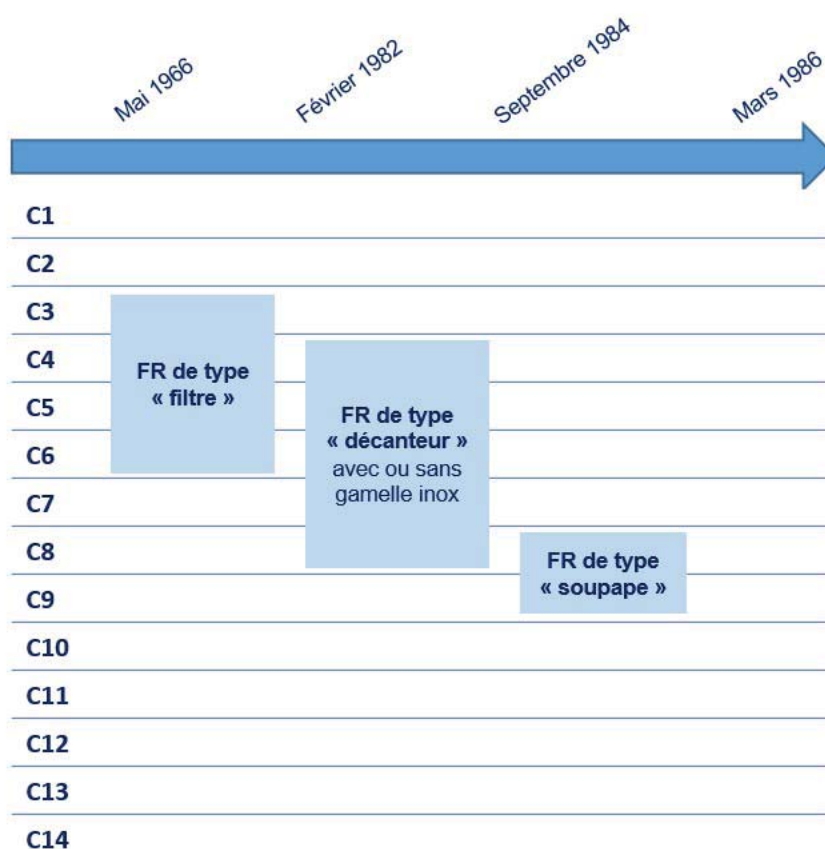 Mai 1966
Février 1982
Septembre 1984
Mars 1986
C1
C2
C3
C4
C5
C6
C7
C8
C9
C10
C11
C12
C13
C14
FR de type
« filtre »
FR de type
« décanteur »
avec ou sans
gamelle inox
FR de type
« soupape »